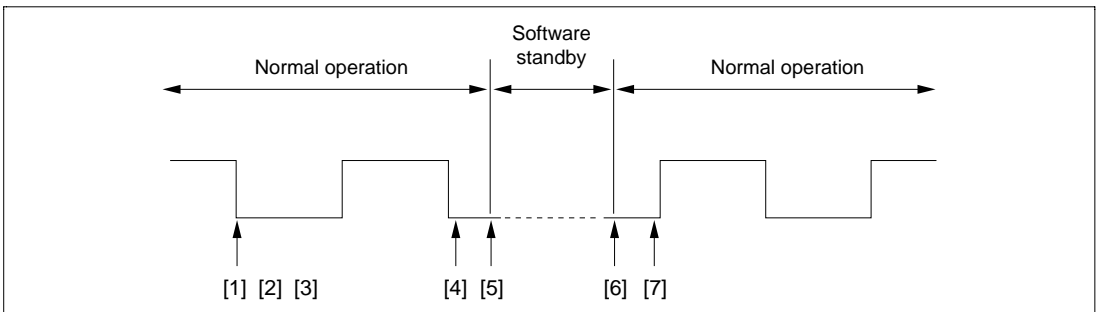 Software
standby
Normal operation
Normal operation
[1] [2] [3] [4] [5] [6] [7]